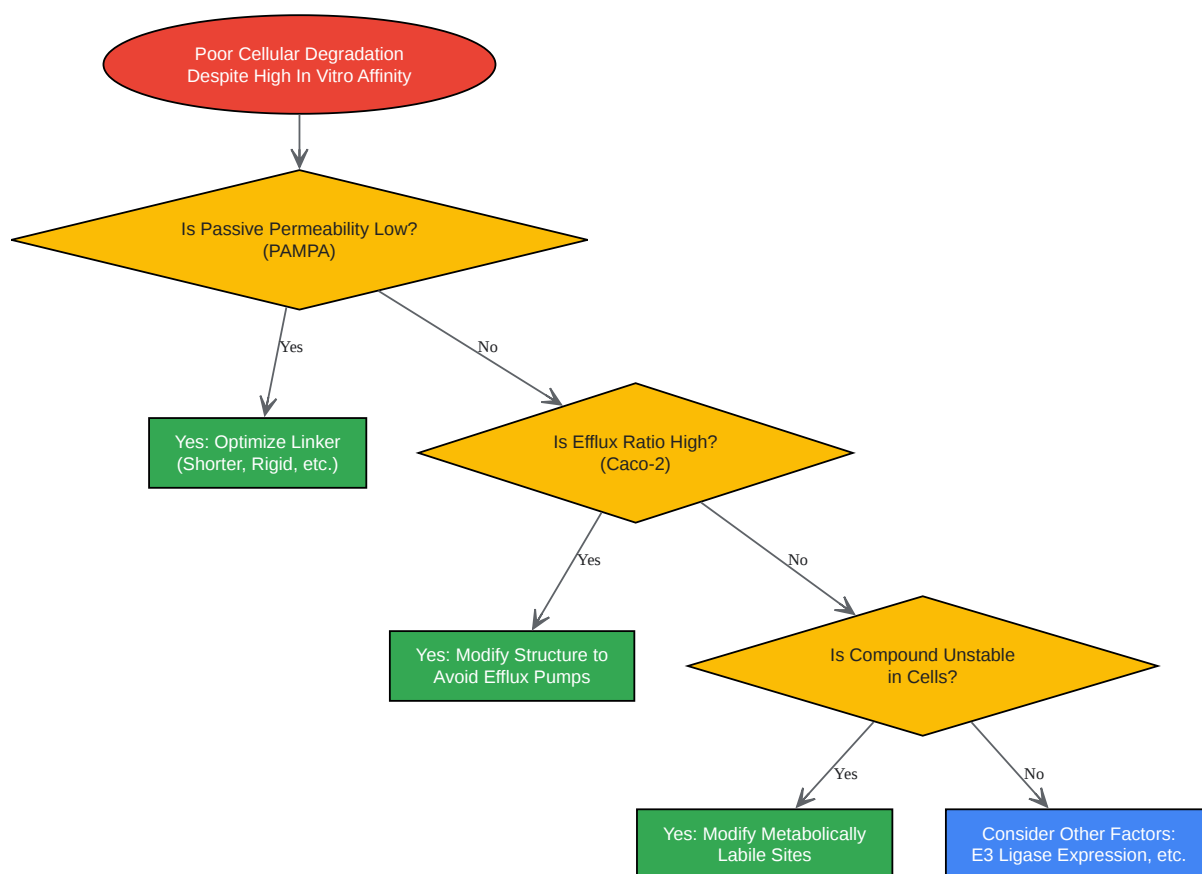 Poor Cellular Degradation
Despite High In Vitro Affinity
Is Passive Permeability Low?
(PAMPA)
Yes
No
Yes: Optimize Linker
(Shorter, Rigid, etc.)
Is Efflux Ratio High?
(Caco-2)
Yes
No
Yes: Modify Structure to
Avoid Efflux Pumps
Is Compound Unstable
in Cells?
Yes
No
Yes: Modify Metabolically
Labile Sites
Consider Other Factors:
E3 Ligase Expression, etc.